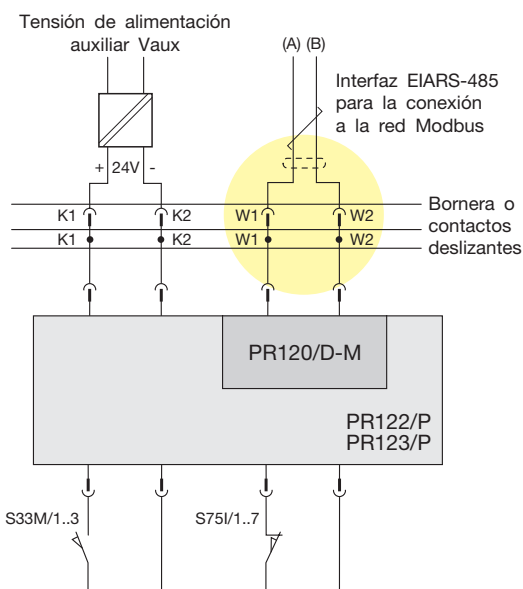 Tensión de alimentación
auxiliar Vaux
(A) (B)
Interfaz EIARS-485
para la conexión
a la red Modbus
+ 24V -
Bornera o
contactos
deslizantes
K1 K2 W1 W2
K1 K2 W1 W2
PR120/D-M
PR122/P
PR123/P
S33M/1..3 S75I/1..7